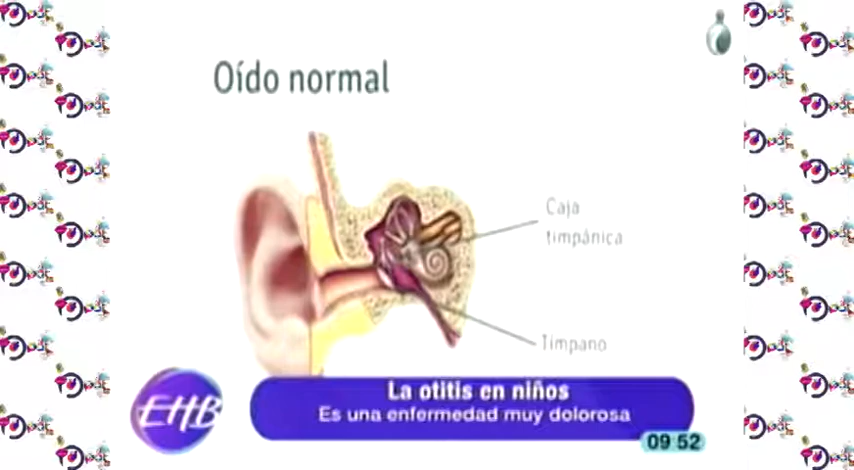 Oído normal
Caja
timpánica
Tímpano
La otitis en niños
Es una enfermedad muy dolorosa
EHB
09 52